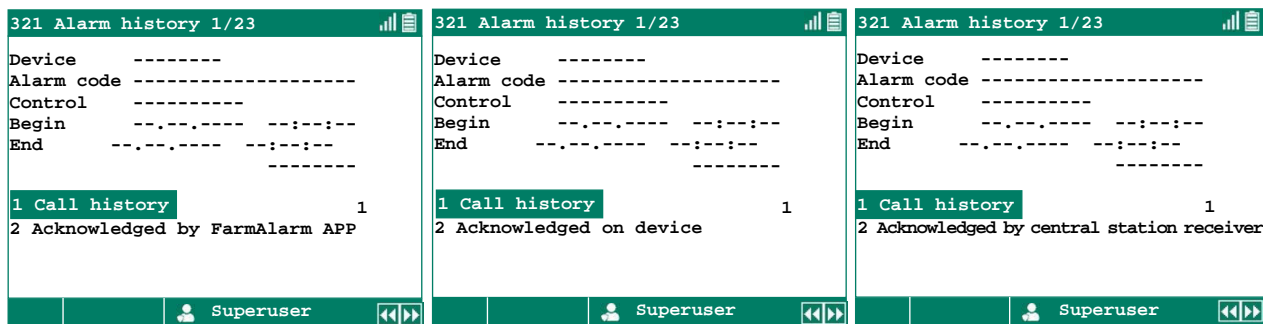 321 Alarm history 1/23
Device --------
Alarm code --------------------
Control ----------
Begin --.--.---- --:--:--
End --.--.---- --:--:--
--------
1 Call history 1
2 Acknowledged by FarmAlarm APP
Superuser
321 Alarm history 1/23
Device --------
Alarm code --------------------
Control ----------
Begin --.--.---- --:--:--
End --.--.---- --:--:--
--------
1 Call history 1
2 Acknowledged on device
Superuser
321 Alarm history 1/23
Device --------
Alarm code --------------------
Control ----------
Begin --.--.---- --:--:--
End --.--.---- --:--:--
--------
1 Call history 1
2 Acknowledged by central station receiver
Superuser